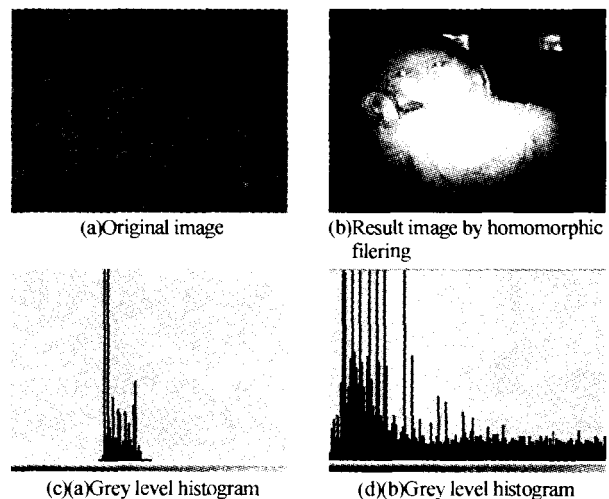 (a)Original image
(b)Result image by homomorphic
filering
(c)(a)Grey level histogram
(d)(b)Grey level histogram